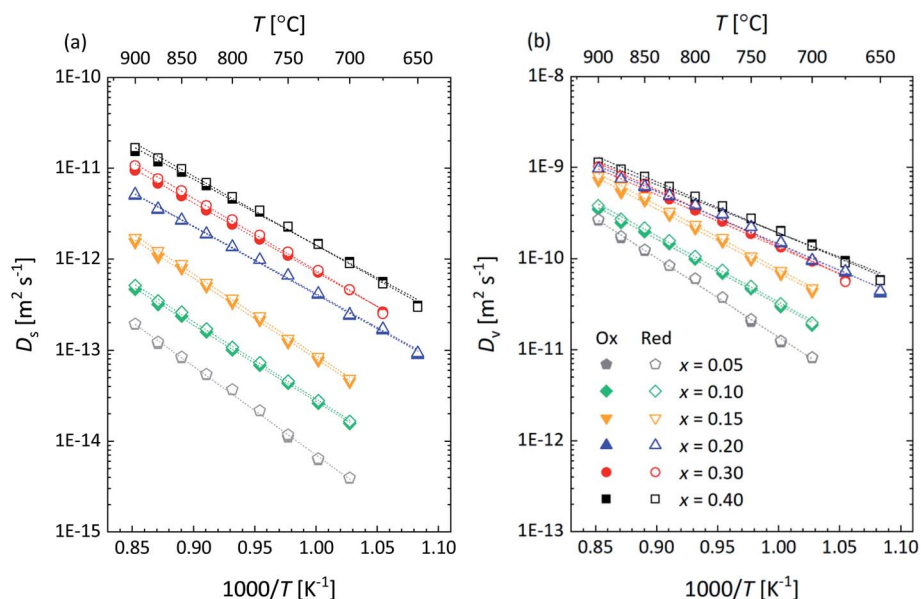 (a)
T [°C]
900 850 800 750 700 650
1E-10
1E-11
1E-12
1E-13
1E-14
1E-15
Ds [m² s⁻¹]
0.85 0.90 0.95 1.00 1.05 1.10
1000/T [K⁻¹]
(b)
T [°C]
900 850 800 750 700 650
1E-8
1E-9
1E-10
1E-11
1E-12
1E-13
Dv [m² s⁻¹]
Ox Red
x = 0.05
x = 0.10
x = 0.15
x = 0.20
x = 0.30
x = 0.40
0.85 0.90 0.95 1.00 1.05 1.10
1000/T [K⁻¹]